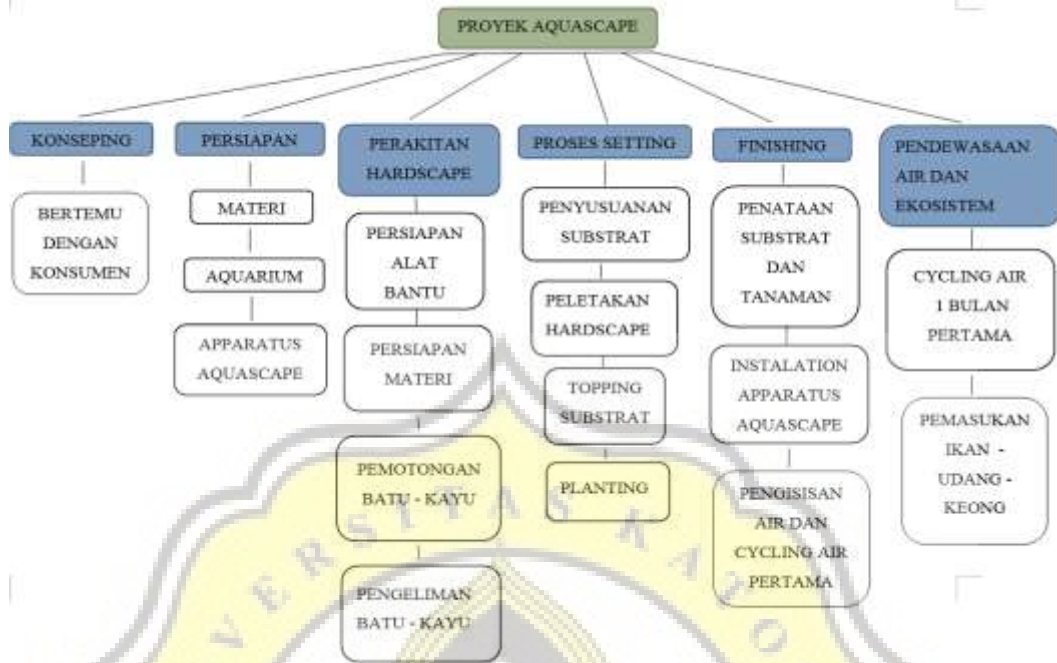 PROYEK AQUASCAPE
KONSEPING
BERTEMU
DENGAN
KONSUMEN
PERSIAPAN
MATERI
AQUARIUM
APPARATUS
AQUASCAPE
PERAKITAN
HARDSCAPE
PERSIAPAN
ALAT
BANTU
PERSIAPAN
MATERI
PEMOTONGAN
BATU - KAYU
PENGELIMAN
BATU - KAYU
PROSES SETTING
PENYUSUANAN
SUBSTRAT
PELETAKAN
HARDSCAPE
TOPPING
SUBSTRAT
PLANTING
FINISHING
PENATAAN
SUBSTRAT
DAN
TANAMAN
INSTALATION
APPARATUS
AQUASCAPE
PENGISISAN
AIR DAN
CYCLING AIR
PERTAMA
PENDEWASAAN
AIR DAN
EKOSISTEM
CYCLING AIR
1 BULAN
PERTAMA
PEMASUKAN
IKAN -
UDANG -
KEONG